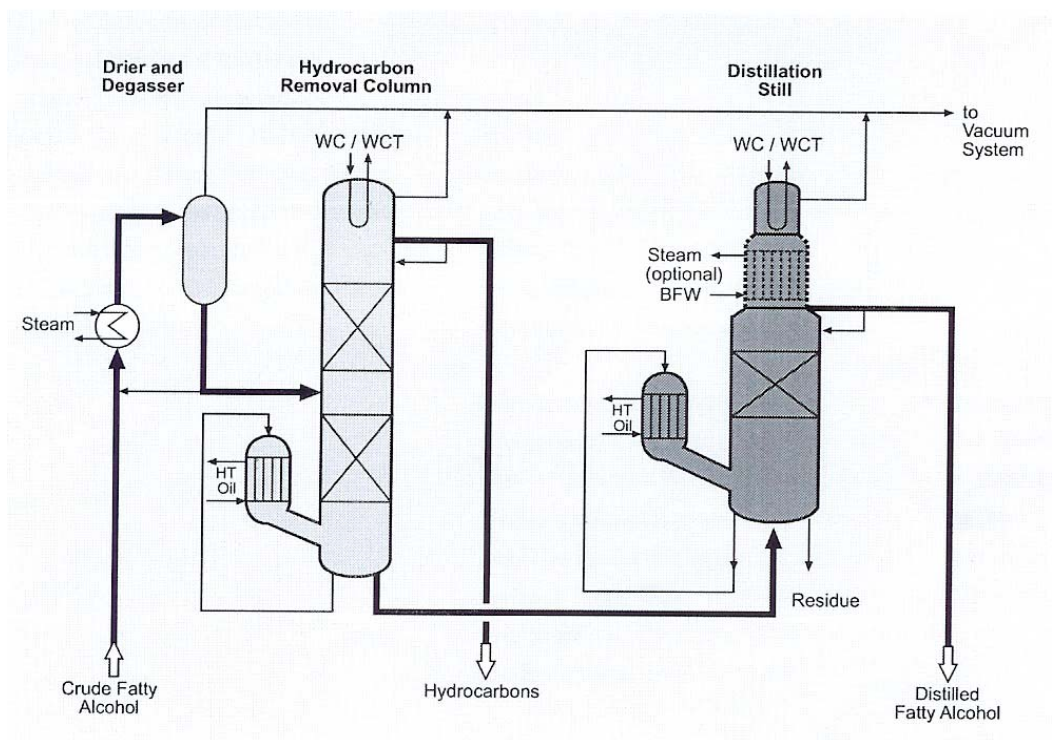 Drier and
Degasser
Hydrocarbon
Removal Column
Distillation
Still
to
Vacuum
System
WC / WCT
WC / WCT
Steam
(optional)
BFW
Steam
HT
Oil
HT
Oil
Residue
Crude Fatty
Alcohol
Hydrocarbons
Distilled
Fatty Alcohol